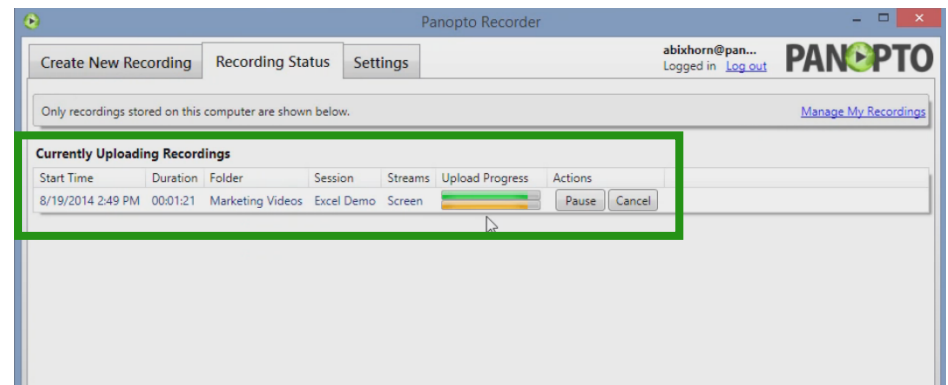 Panopto Recorder
Create New Recording Recording Status Settings abixhorn@pan... PANOPTO
Logged in Log out
Only recordings stored on this computer are shown below. Manage My Recordings
Currently Uploading Recordings
Start Time Duration Folder Session Streams Upload Progress Actions
8/19/2014 2:49 PM 00:01:21 Marketing Videos Excel Demo Screen Pause Cancel